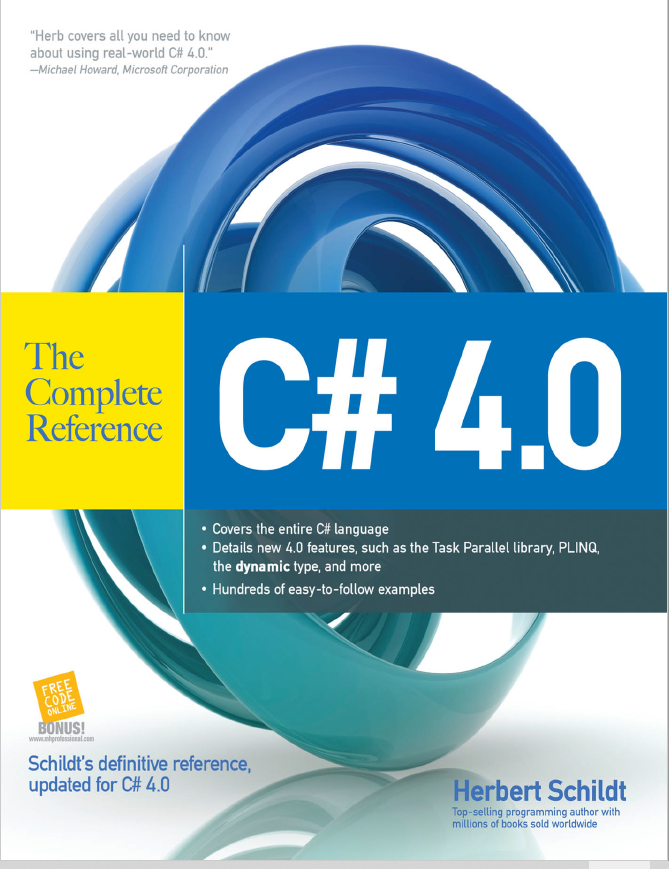 “Herb covers all you need to know
about using real-world C# 4.0.”
—Michael Howard, Microsoft Corporation
The
Complete
Reference
C# 4.0
• Covers the entire C# language
• Details new 4.0 features, such as the Task Parallel library, PLINQ,
the dynamic type, and more
• Hundreds of easy-to-follow examples
FREE
CODE
ONLINE
BONUS!
www.mhprofessional.com
Schildt’s definitive reference,
updated for C# 4.0
Herbert Schildt
Top-selling programming author with
millions of books sold worldwide